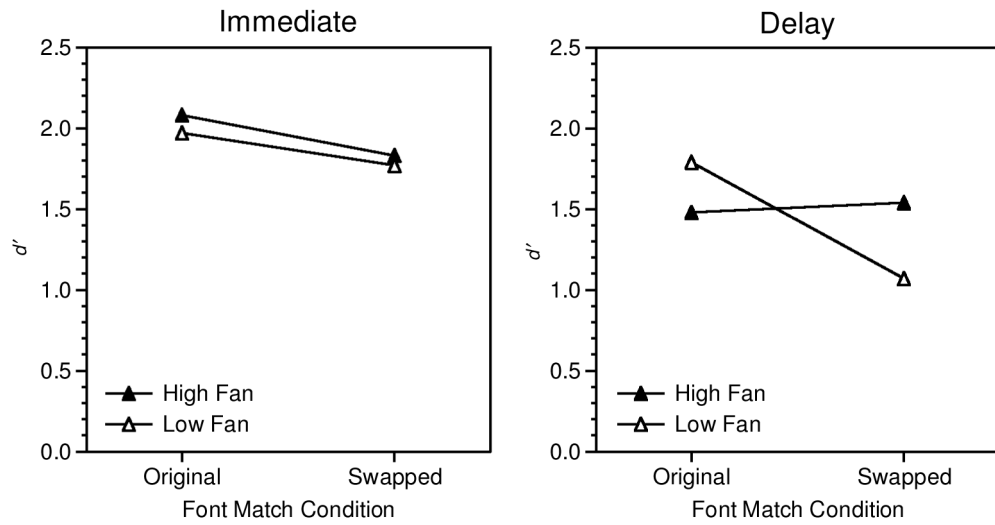 Immediate
2.5
2.0
1.5
1.0
0.5
0.0
d′
High Fan
Low Fan
Original Swapped
Font Match Condition
Delay
2.5
2.0
1.5
1.0
0.5
0.0
d′
High Fan
Low Fan
Original Swapped
Font Match Condition